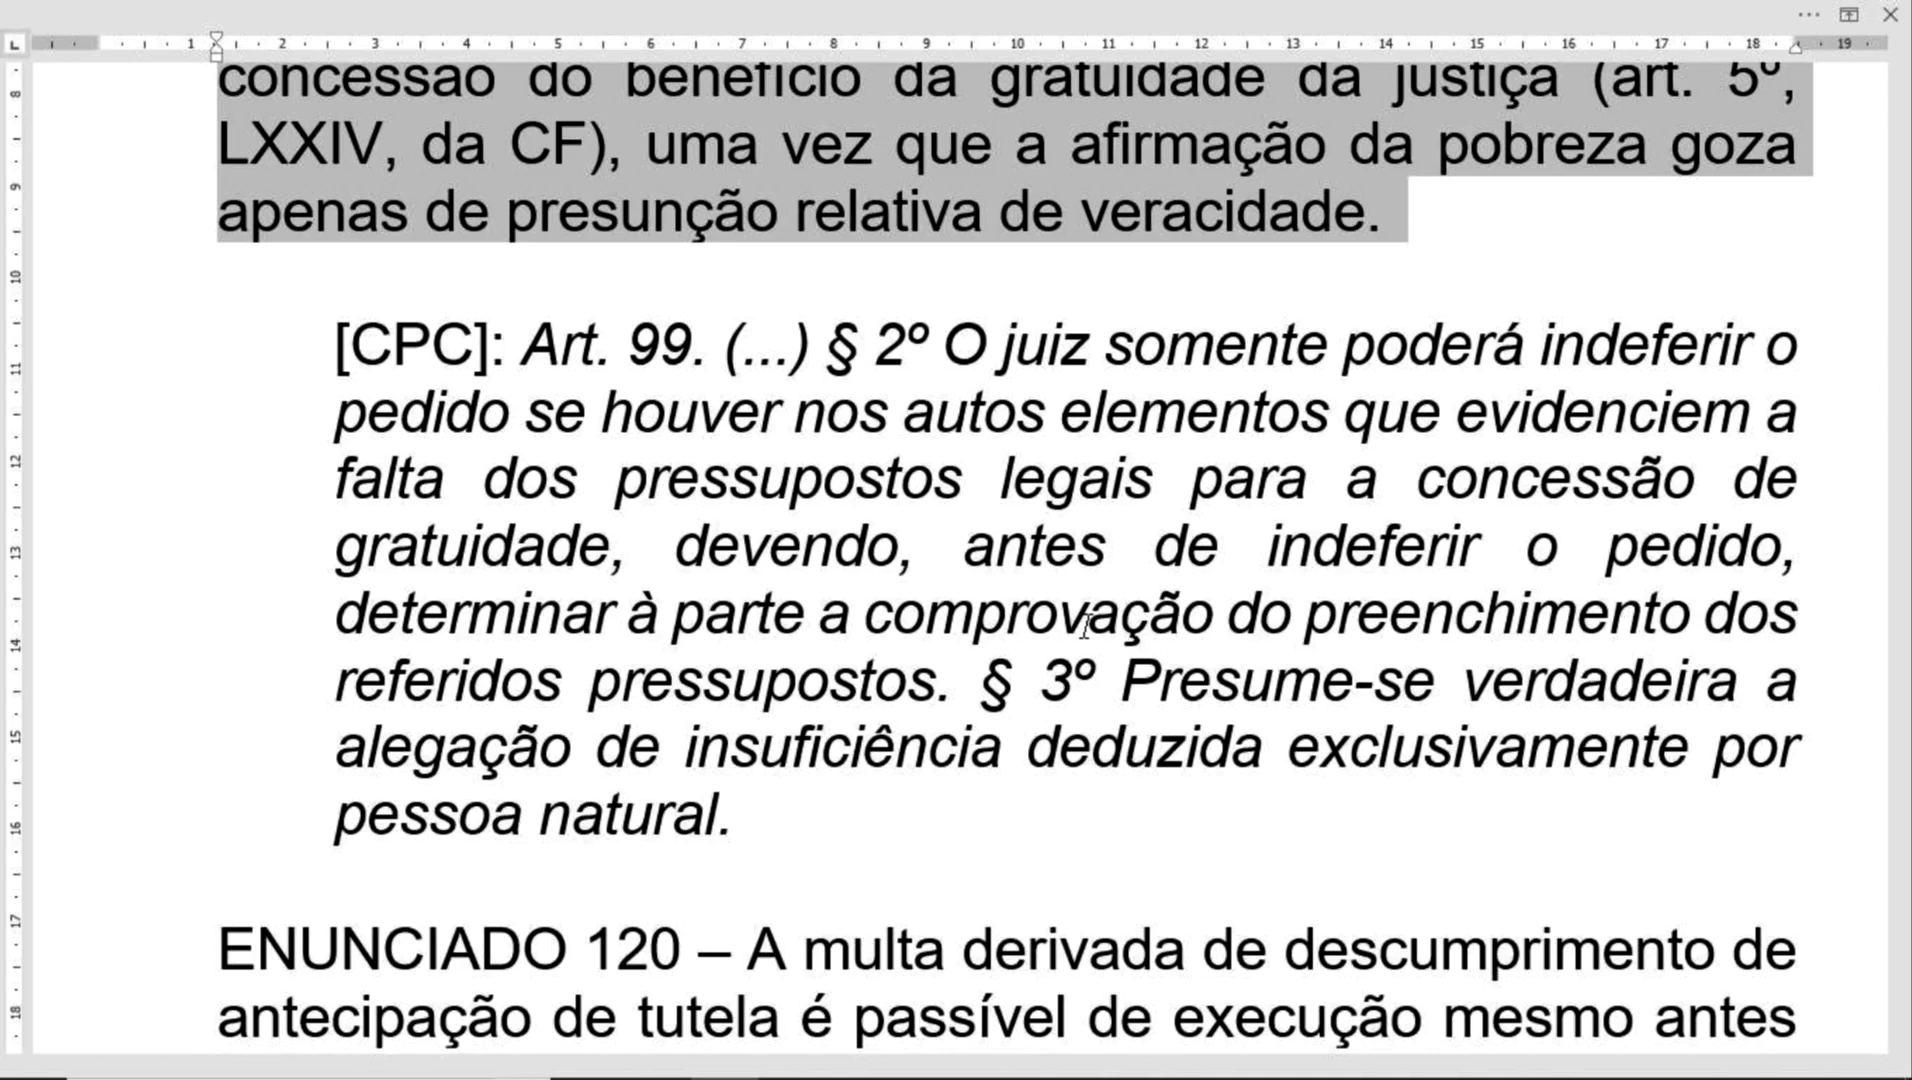 concessão do benefício da gratuidade da justiça (art. 5º,
LXXIV, da CF), uma vez que a afirmação da pobreza goza
apenas de presunção relativa de veracidade.
[CPC]: Art. 99. (...) § 2º O juiz somente poderá indeferir o
pedido se houver nos autos elementos que evidenciem a
falta dos pressupostos legais para a concessão de
gratuidade, devendo, antes de indeferir o pedido,
determinar à parte a comprovação do preenchimento dos
referidos pressupostos. § 3º Presume-se verdadeira a
alegação de insuficiência deduzida exclusivamente por
pessoa natural.
ENUNCIADO 120 – A multa derivada de descumprimento de
antecipação de tutela é passível de execução mesmo antes